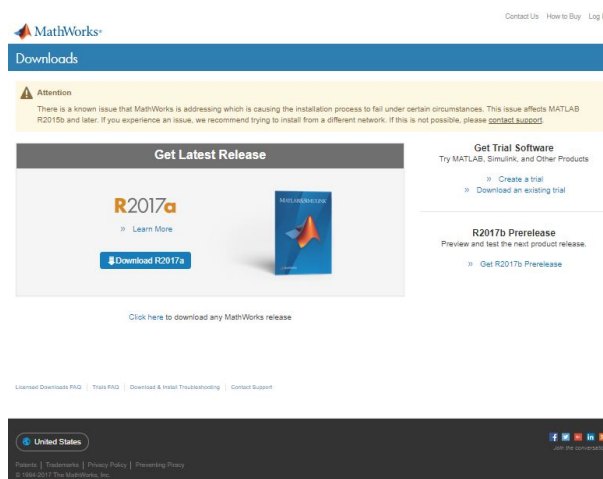 Contact Us How to Buy Log
MathWorks®
Downloads
Attention
There is a known issue that MathWorks is addressing which is causing the installation process to fail under certain circumstances. This issue affects MATLAB
R2015b and later. If you experience an issue, we recommend trying to install from a different network. If this is not possible, please contact support.
Get Latest Release
R2017a
» Learn More
Download R2017a
MATLAB&SIMULINK
Click here to download any MathWorks release
Get Trial Software
Try MATLAB, Simulink, and Other Products
» Create a trial
» Download an existing trial
R2017b Prerelease
Preview and test the next product release.
» Get R2017b Prerelease
Licensed Downloads FAQ | Trials FAQ | Download & Install Troubleshooting | Contact Support
United States
Join the conversation
Patents | Trademarks | Privacy Policy | Preventing Piracy
© 1994-2017 The MathWorks, Inc.